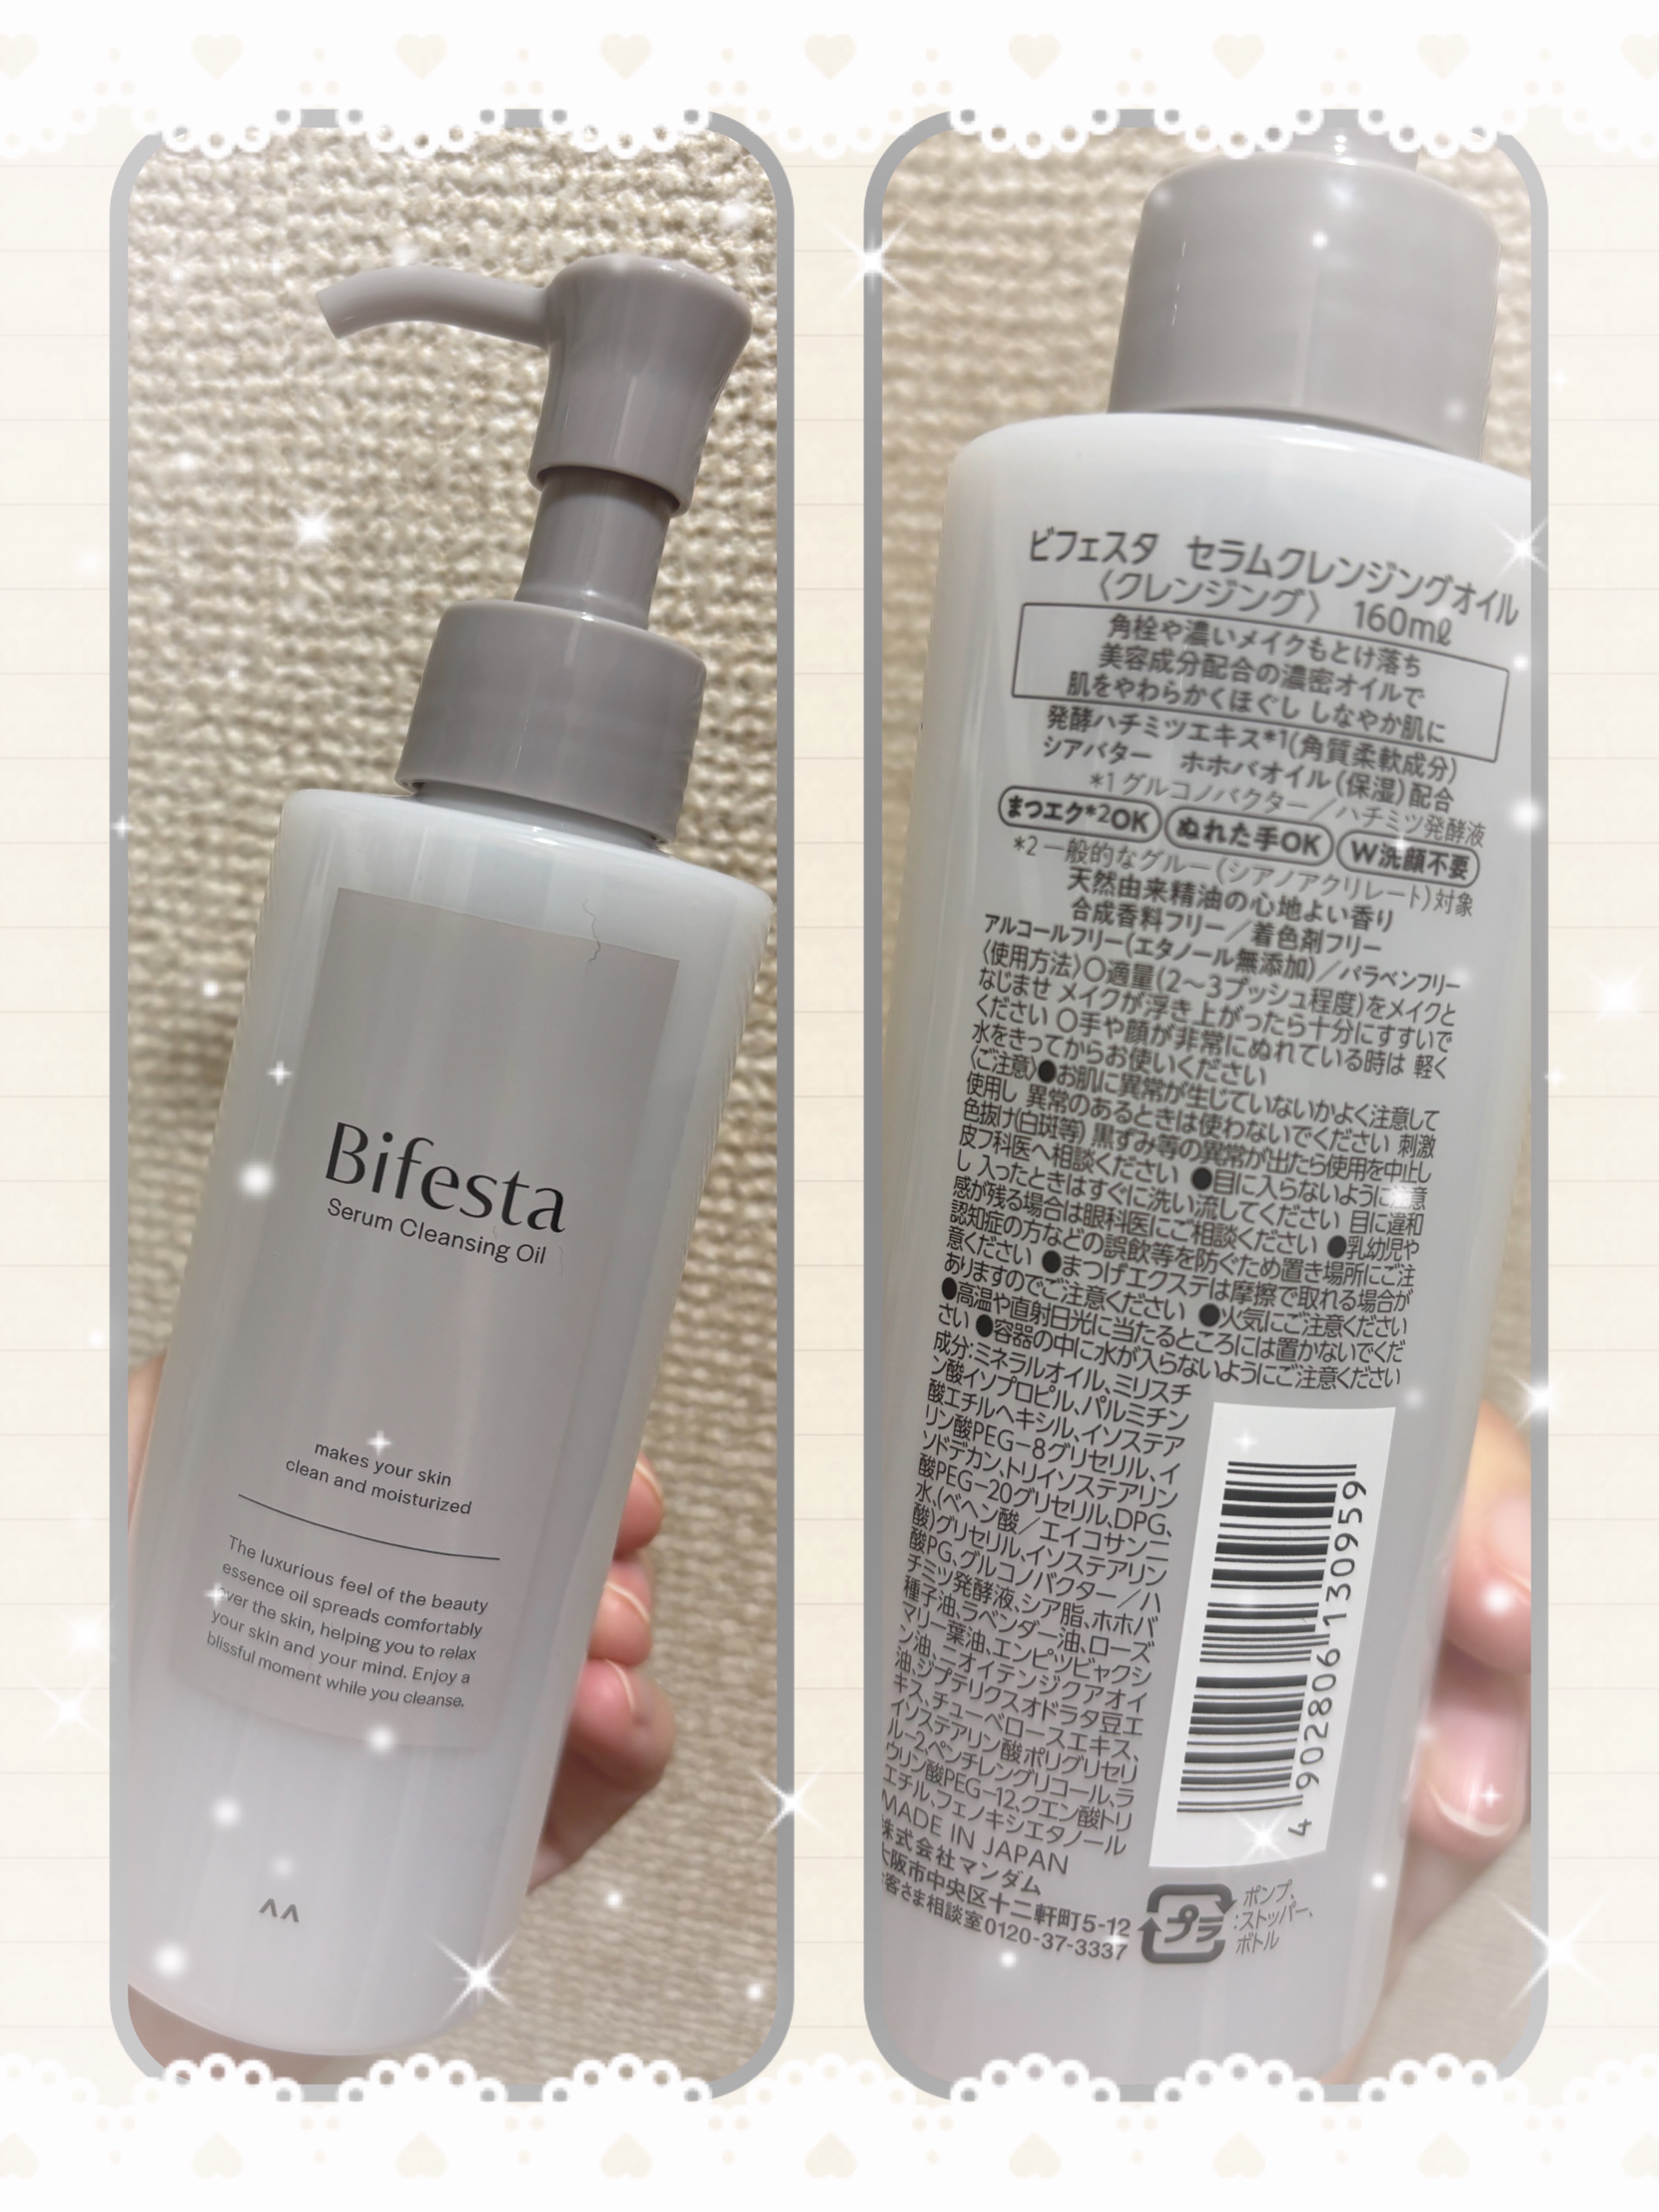 Bifesta
Serum Cleansing Oil
makes your skin
clean and moisturized
The luxurious feel of the beauty
essence oil spreads comfortably
over the skin, helping you to relax
your skin and your mind. Enjoy a
blissful moment while you cleanse.
ビフェスタ セラムクレンジングオイル
〈クレンジング〉 160mℓ
角栓や濃いメイクもとけ落ち
美容成分配合の濃密オイルで
肌をやわらかくほぐし しなやか肌に
発酵ハチミツエキス*1(角質柔軟成分)
シアバター ホホバオイル(保湿)配合
*1 グルコノバクター/ハチミツ発酵液
まつエク*2OK ぬれた手OK W洗顔不要
*2 一般的なグルー(シアノアクリレート)対象
天然由来精油の心地よい香り
合成香料フリー/着色剤フリー
アルコールフリー(エタノール無添加)/パラベンフリー
〈使用方法〉〇適量(2〜3プッシュ程度)をメイクと
なじませ メイクが浮き上がったら十分にすすいで
ください 〇手や顔が非常にぬれている時は 軽く
水をきってからお使いください
〈ご注意〉●お肌に異常が生じていないかよく注意して
使用し 異常のあるときは使わないでください 刺激
色抜け(白斑等) 黒ずみ等の異常が出たら使用を中止し
皮フ科医へ相談ください ●目に入らないように注意
し 入ったときはすぐに洗い流してください 目に違和
感が残る場合は眼科医にご相談ください ●乳幼児や
認知症の方などの誤飲等を防ぐため置き場所にご注
意ください ●まつげエクステは摩擦で取れる場合が
ありますのでご注意ください ●火気にご注意ください
●高温や直射日光に当たるところには置かないでくだ
さい ●容器の中に水が入らないようにご注意ください
成分:ミネラルオイル、ミリスチ
ン酸イソプロピル、パルミチン
酸エチルヘキシル、イソステア
リン酸PEG-8グリセリル、イ
ソドデカン、トリイソステアリン
酸PEG-20グリセリル、DPG、
水、(ベヘン酸/エイコサン二
酸)グリセリル、イソステアリン
酸PG、グルコノバクター/ハ
チミツ発酵液、シア脂、ホホバ
種子油、ラベンダー油、ローズ
マリー葉油、エンピツビャクシ
ン油、ニオイテンジクアオイ
油、ジプテリクスオドラタ豆エ
キス、チューベロースエキス、
イソステアリン酸ポリグリセリ
ル-2、ペンチレングリコール、ラ
ウリン酸PEG-12、クエン酸トリ
エチル、フェノキシエタノール
MADE IN JAPAN
株式会社マンダム
大阪市中央区十二軒町5-12
お客さま相談室0120-37-3337
4 902806 130959
プラ
ポンプ、
:ストッパー、
ボトル